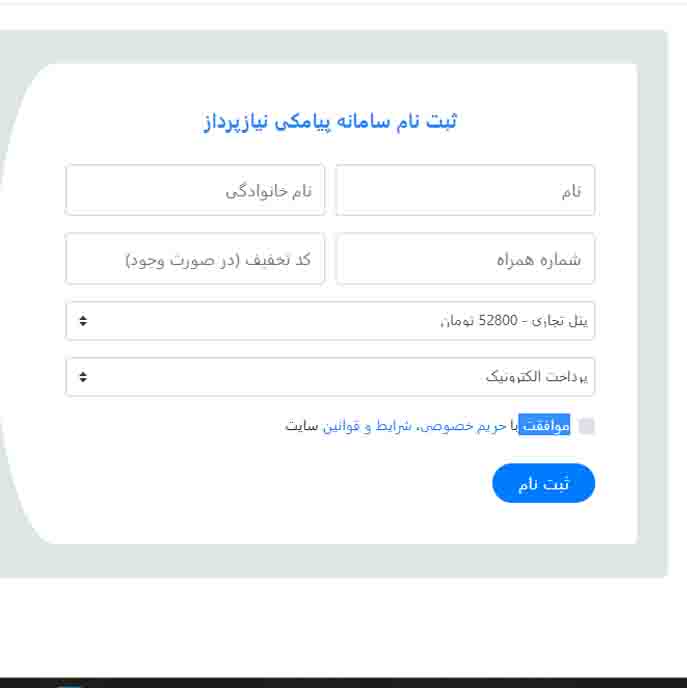 ثبت نام سامانه پیامکی نیازپرداز
نام
نام خانوادگی
شماره همراه
کد تخفیف (در صورت وجود)
پنل تجاری - 52800 تومان
پرداخت الکترونیک
موافقت با حریم خصوصی، شرایط و قوانین سایت
ثبت نام